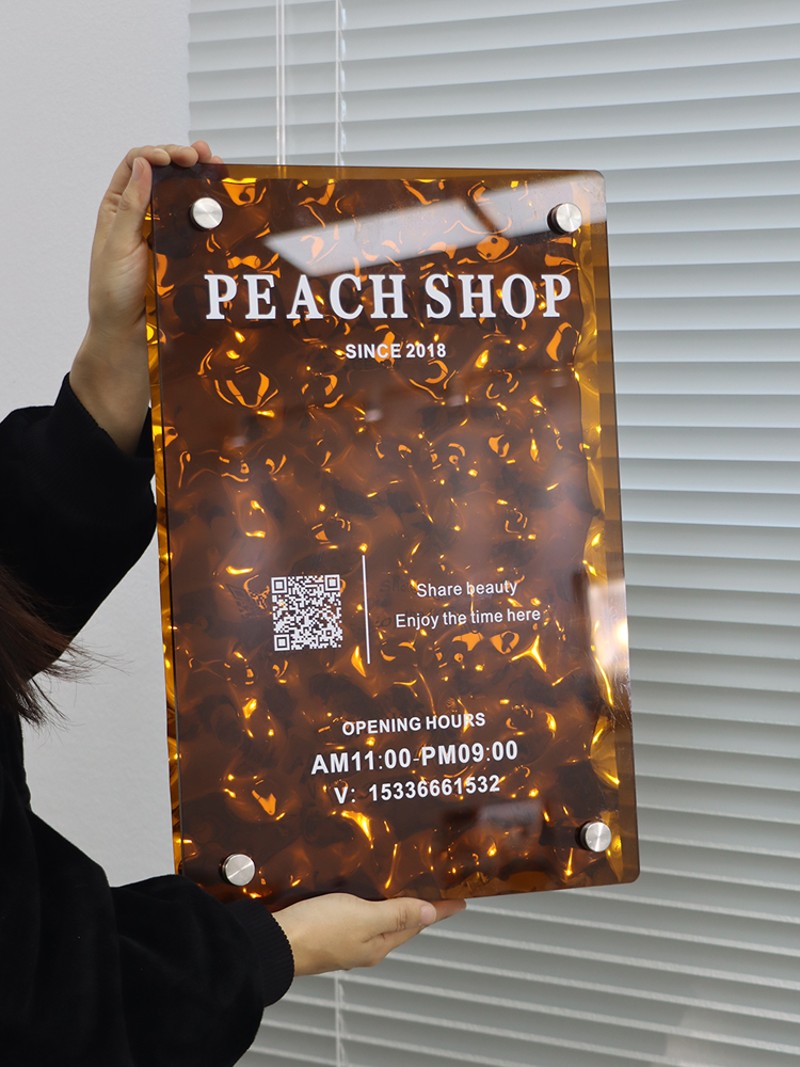 PEACH SHOP
SINCE 2018
Share beauty
Enjoy the time here
OPENING HOURS
AM11:00-PM09:00
V: 15336661532